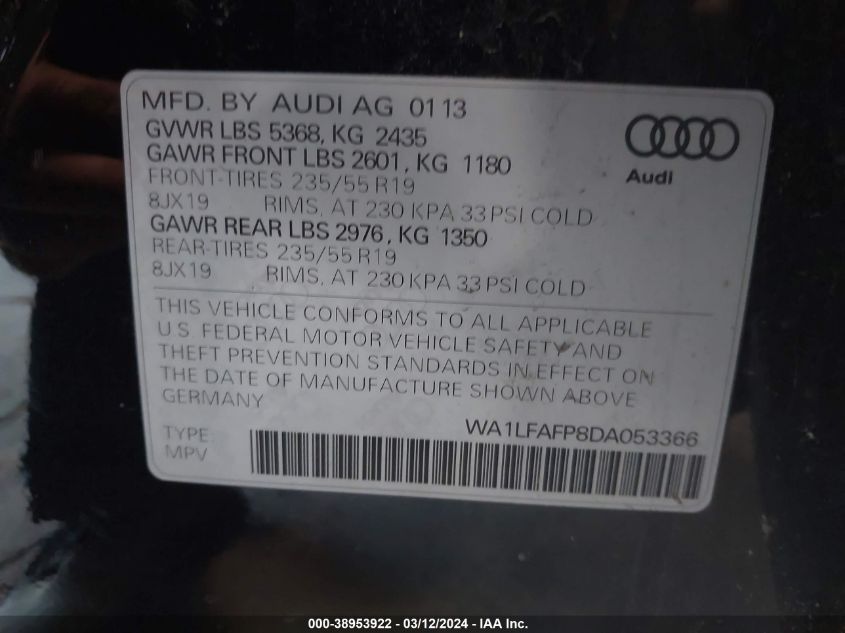 MFD. BY AUDI AG 01 13
GVWR LBS 5368, KG 2435
GAWR FRONT LBS 2601, KG 1180
FRONT-TIRES 235/55 R19
8JX19 RIMS, AT 230 KPA 33 PSI COLD
GAWR REAR LBS 2976, KG 1350
REAR-TIRES 235/55 R19
8JX19 RIMS, AT 230 KPA 33 PSI COLD
Audi
THIS VEHICLE CONFORMS TO ALL APPLICABLE
U.S. FEDERAL MOTOR VEHICLE SAFETY AND
THEFT PREVENTION STANDARDS IN EFFECT ON
THE DATE OF MANUFACTURE SHOWN ABOVE
GERMANY
WA1LFAFP8DA053366
TYPE:
MPV
000-38953922 - 03/12/2024 - IAA Inc.